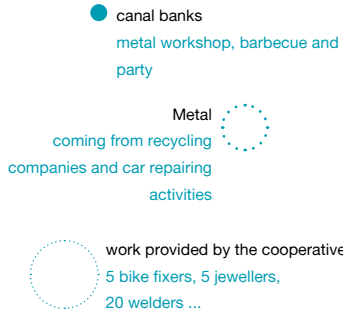 canal banks
metal workshop, barbecue and
party
Metal
coming from recycling
companies and car repairing
activities
work provided by the cooperative
5 bike fixers, 5 jewellers,
20 welders ...